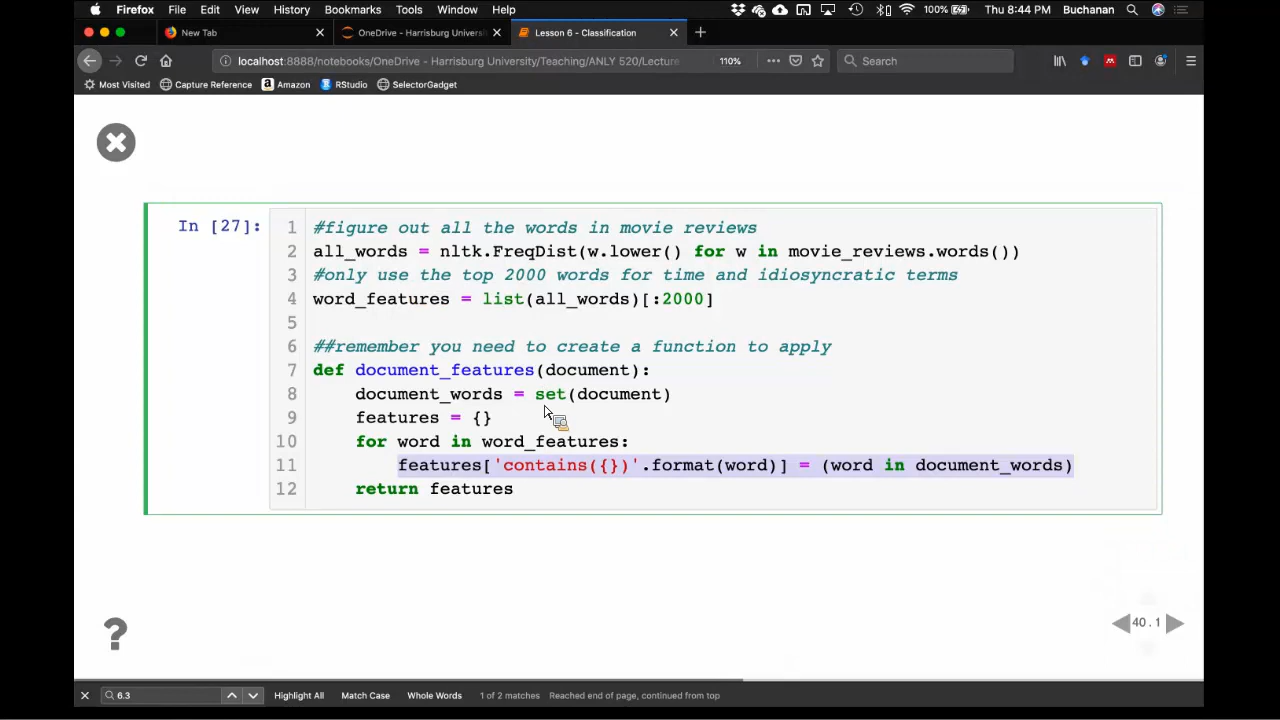 Firefox File Edit View History Bookmarks Tools Window Help 100% Thu 8:44 PM Buchanan
New Tab OneDrive - Harrisburg Universi Lesson 6 - Classification
localhost:8888/notebooks/OneDrive - Harrisburg University/Teaching/ANLY 520/Lecture 110% Search
Most Visited Capture Reference Amazon RStudio SelectorGadget
In [27]:
1 #figure out all the words in movie reviews
2 all_words = nltk.FreqDist(w.lower() for w in movie_reviews.words())
3 #only use the top 2000 words for time and idiosyncratic terms
4 word_features = list(all_words)[:2000]
5
6 ##remember you need to create a function to apply
7 def document_features(document):
8 document_words = set(document)
9 features = {}
10 for word in word_features:
11 features['contains({})'.format(word)] = (word in document_words)
12 return features
?
40.1
6.3 Highlight All Match Case Whole Words 1 of 2 matches Reached end of page, continued from top